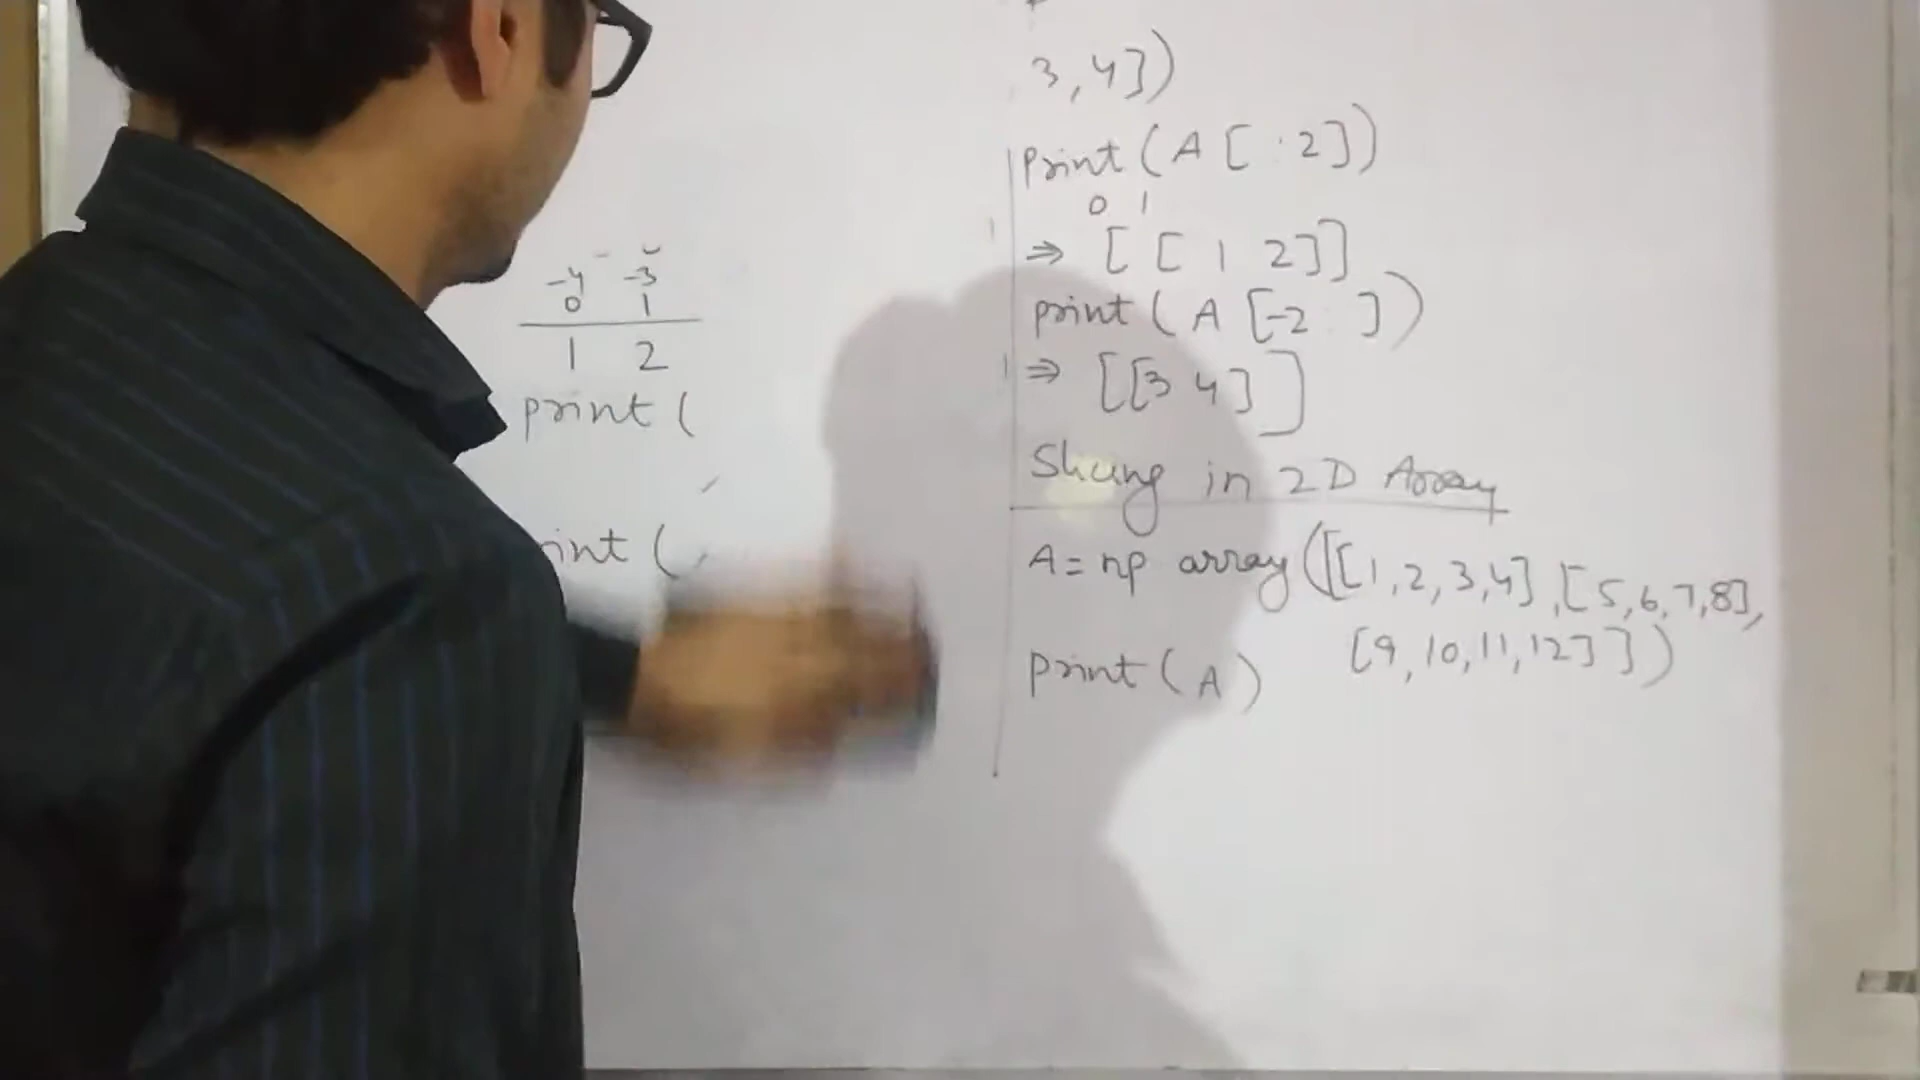 -4 -3
0 1
1 2
print (
int (
3, 4])
print (A [ :2])
0 1
⇒ [ [ 1 2]]
print (A [-2 : ])
⇒ [[3 4] ]
Slicing in 2D Array
A = np array ([[1,2,3,4], [5,6,7,8],
[9,10,11,12]])
print (A)